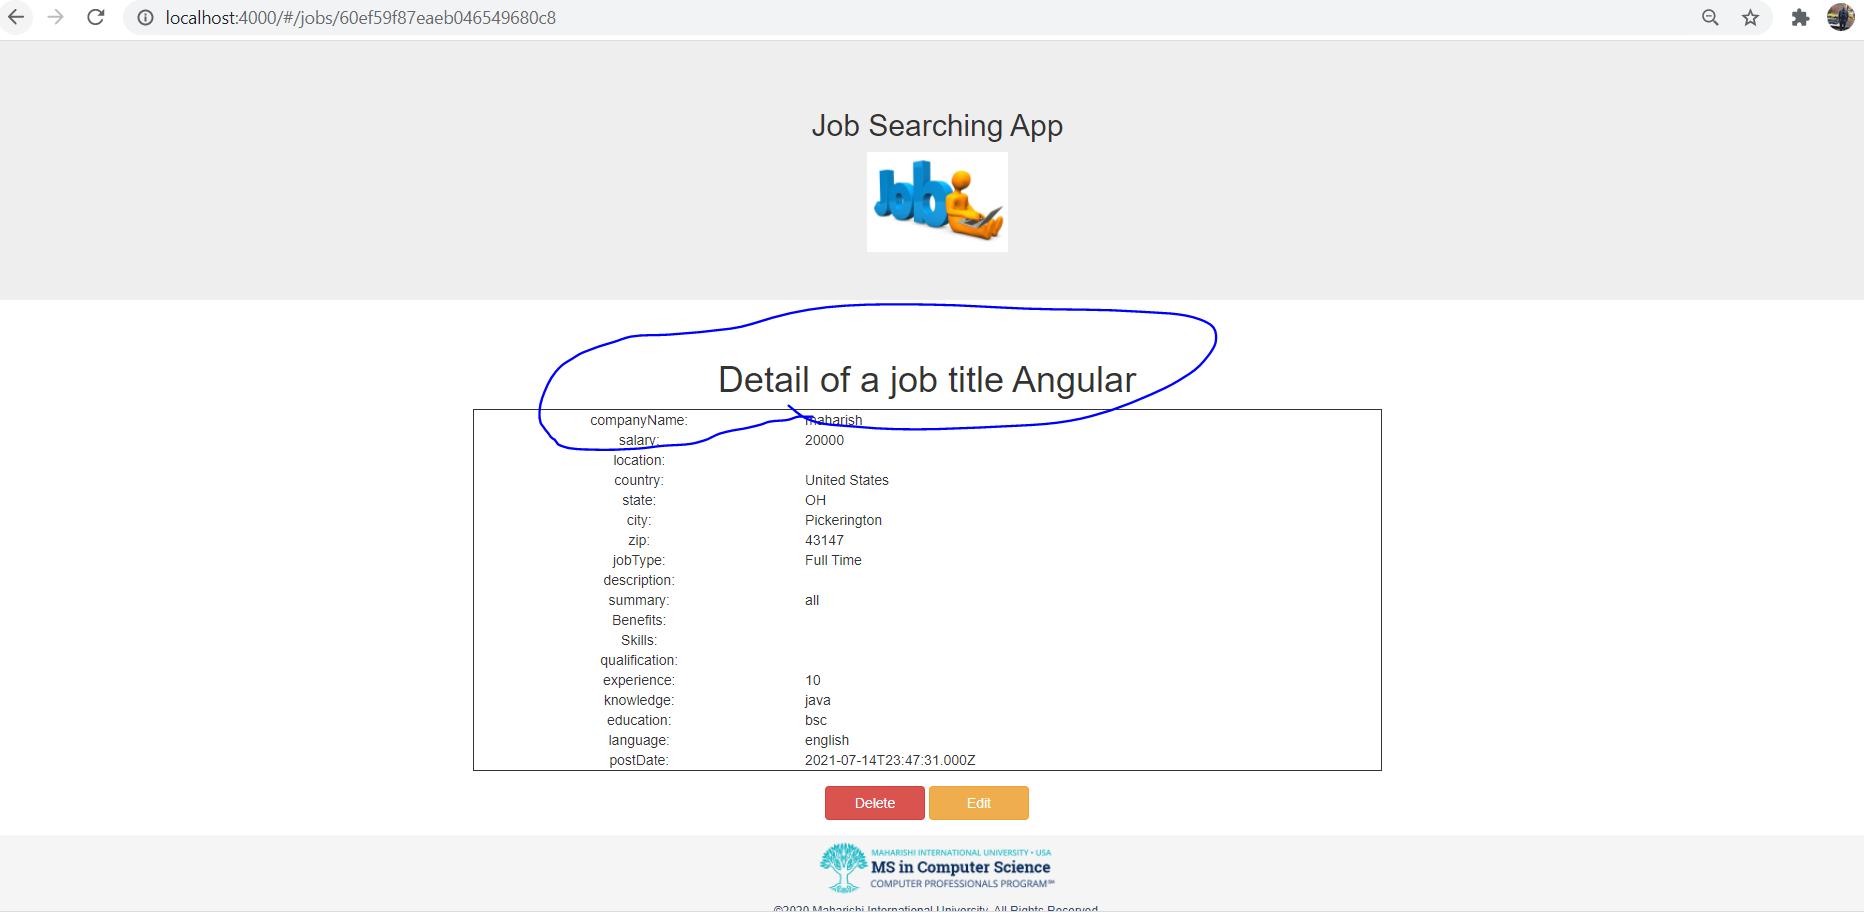 localhost:4000/#/jobs/60ef59f87eaeb046549680c8
Job Searching App
Job
Detail of a job title Angular
companyName: maharish
salary: 20000
location:
country: United States
state: OH
city: Pickerington
zip: 43147
jobType: Full Time
description:
summary: all
Benefits:
Skills:
qualification:
experience: 10
knowledge: java
education: bsc
language: english
postDate: 2021-07-14T23:47:31.000Z
Delete Edit
MAHARISHI INTERNATIONAL UNIVERSITY • USA
MS in Computer Science
COMPUTER PROFESSIONALS PROGRAM℠
©2020 Maharishi International University. All Rights Reserved